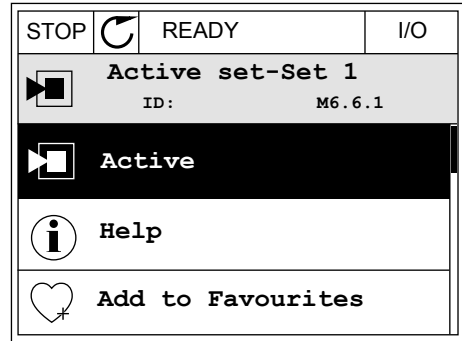 STOP READY I/O
Active set-Set 1
ID: M6.6.1
Active
Help
Add to Favourites